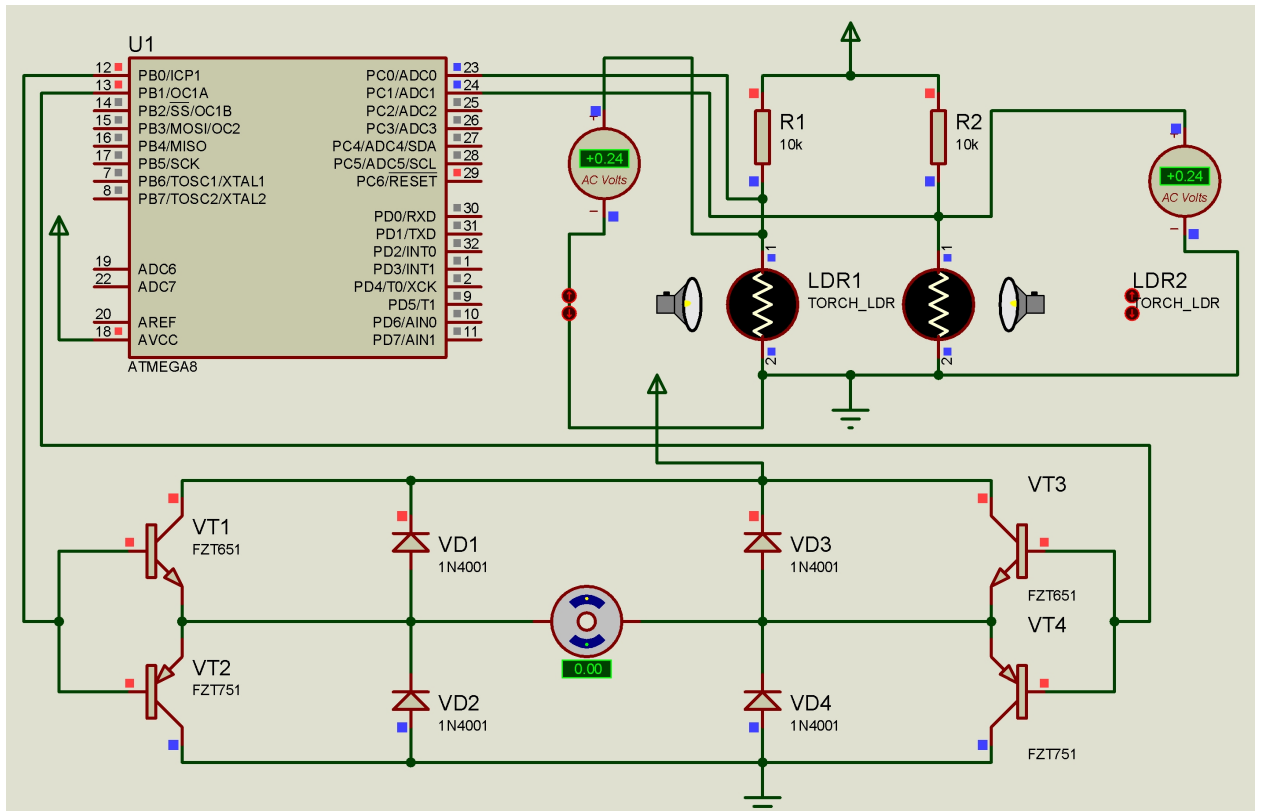 U1
12 PB0/ICP1 PC0/ADC0 23
13 PB1/OC1A PC1/ADC1 24
14 PB2/SS/OC1B PC2/ADC2 25
15 PB3/MOSI/OC2 PC3/ADC3 26
16 PB4/MISO PC4/ADC4/SDA 27
17 PB5/SCK PC5/ADC5/SCL 28
7 PB6/TOSC1/XTAL1 PC6/RESET 29
8 PB7/TOSC2/XTAL2
PD0/RXD 30
PD1/TXD 31
PD2/INT0 32
19 ADC6 PD3/INT1 1
22 ADC7 PD4/T0/XCK 2
PD5/T1 9
20 AREF PD6/AIN0 10
18 AVCC PD7/AIN1 11
ATMEGA8
+
+0.24
AC Volts
−
R1
10k
R2
10k
+
+0.24
AC Volts
−
1
LDR1
TORCH_LDR
2
1
LDR2
TORCH_LDR
2
VT1
FZT651
VT2
FZT751
VD1
1N4001
VD2
1N4001
0.00
VD3
1N4001
VD4
1N4001
VT3
FZT651
VT4
FZT751